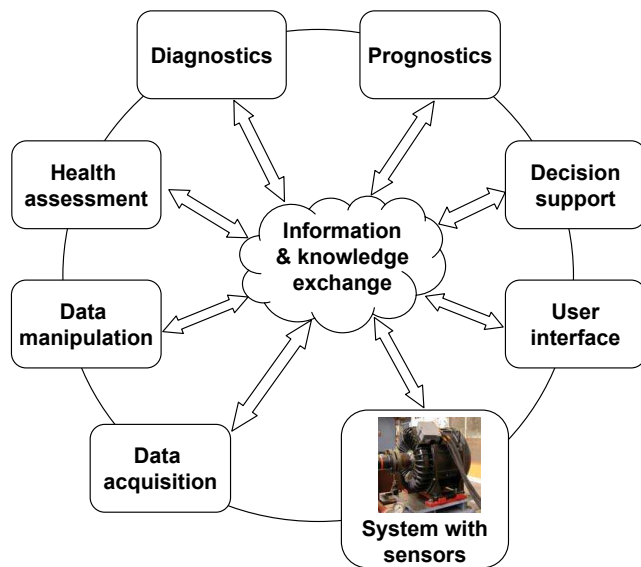 Diagnostics
Prognostics
Health
assessment
Decision
support
Information
& knowledge
exchange
Data
manipulation
User
interface
Data
acquisition
System with
sensors